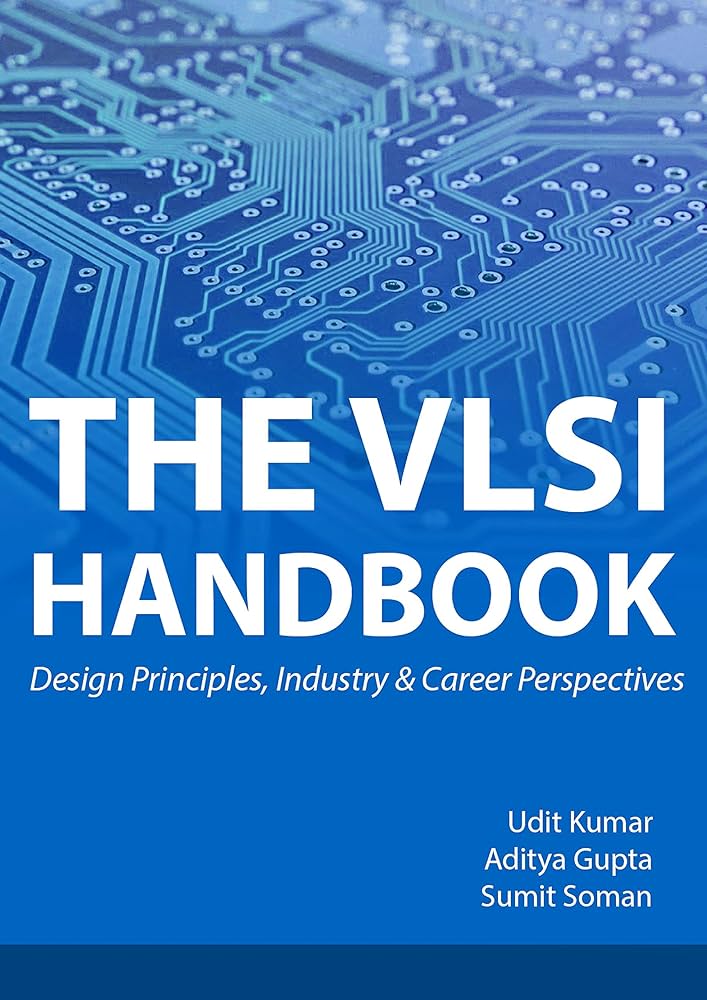 THE VLSI
HANDBOOK
Design Principles, Industry & Career Perspectives
Udit Kumar
Aditya Gupta
Sumit Soman